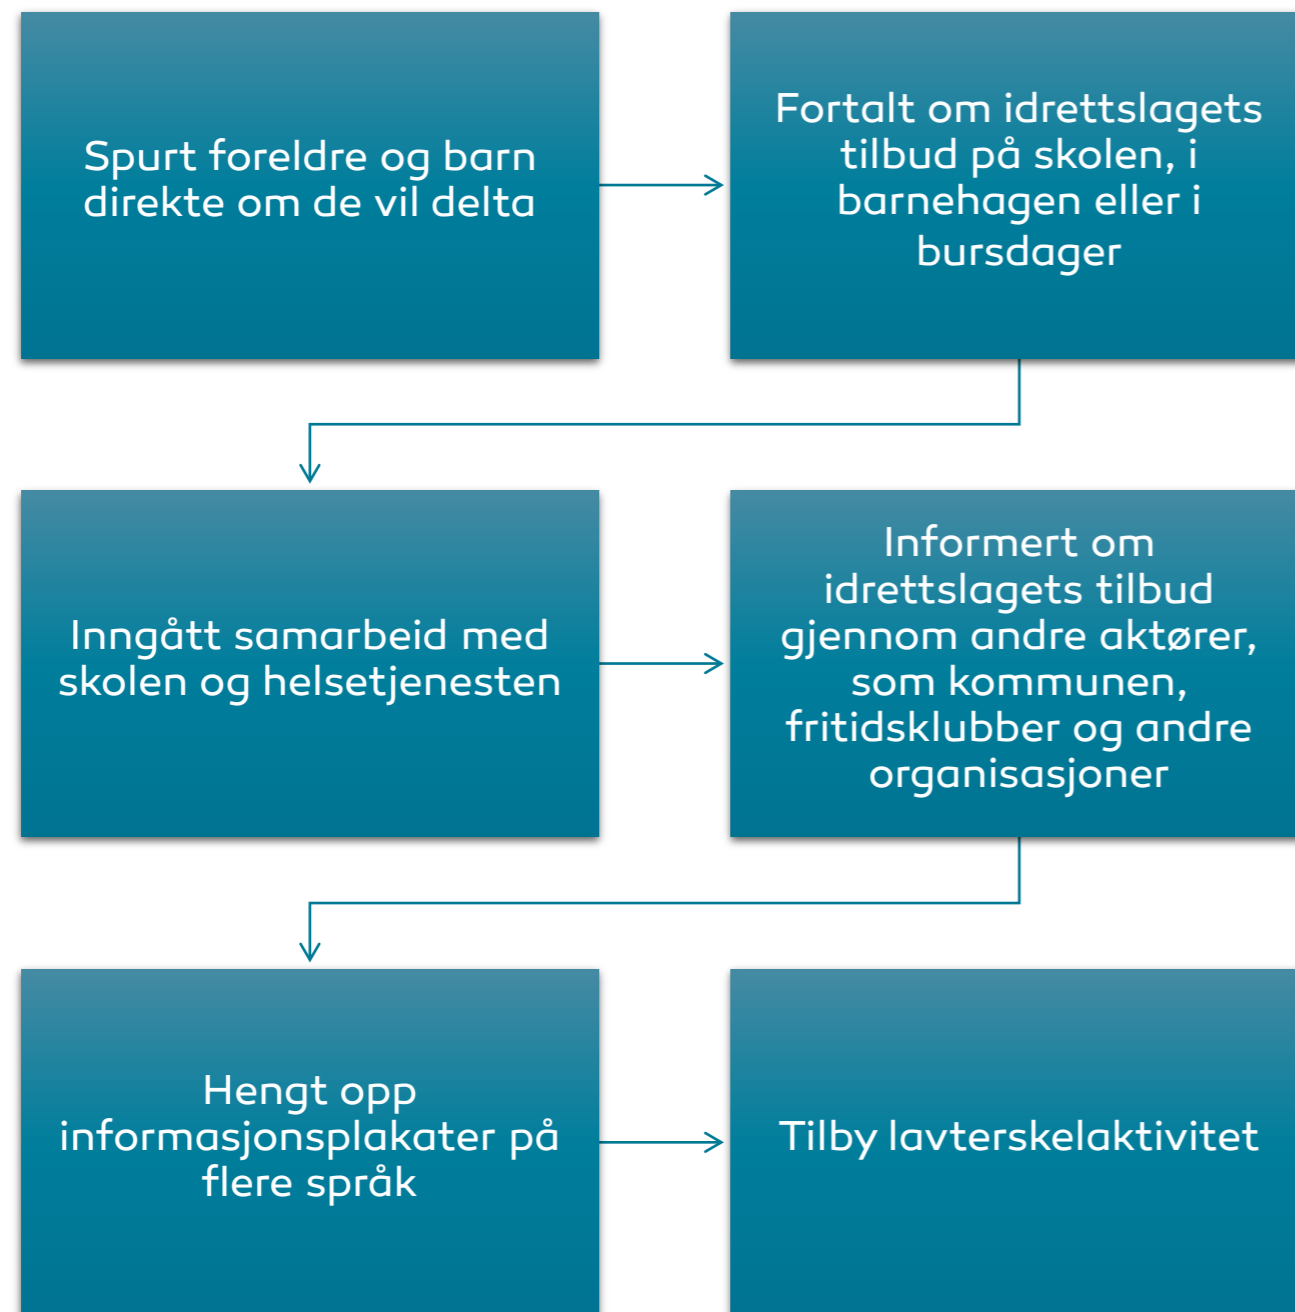 Spurt foreldre og barn
direkte om de vil delta
Fortalt om idrettslagets
tilbud på skolen, i
barnehagen eller i
bursdager
Inngått samarbeid med
skolen og helsetjenesten
Informert om
idrettslagets tilbud
gjennom andre aktører,
som kommunen,
fritidsklubber og andre
organisasjoner
Hengt opp
informasjonsplakater på
flere språk
Tilby lavterskelaktivitet